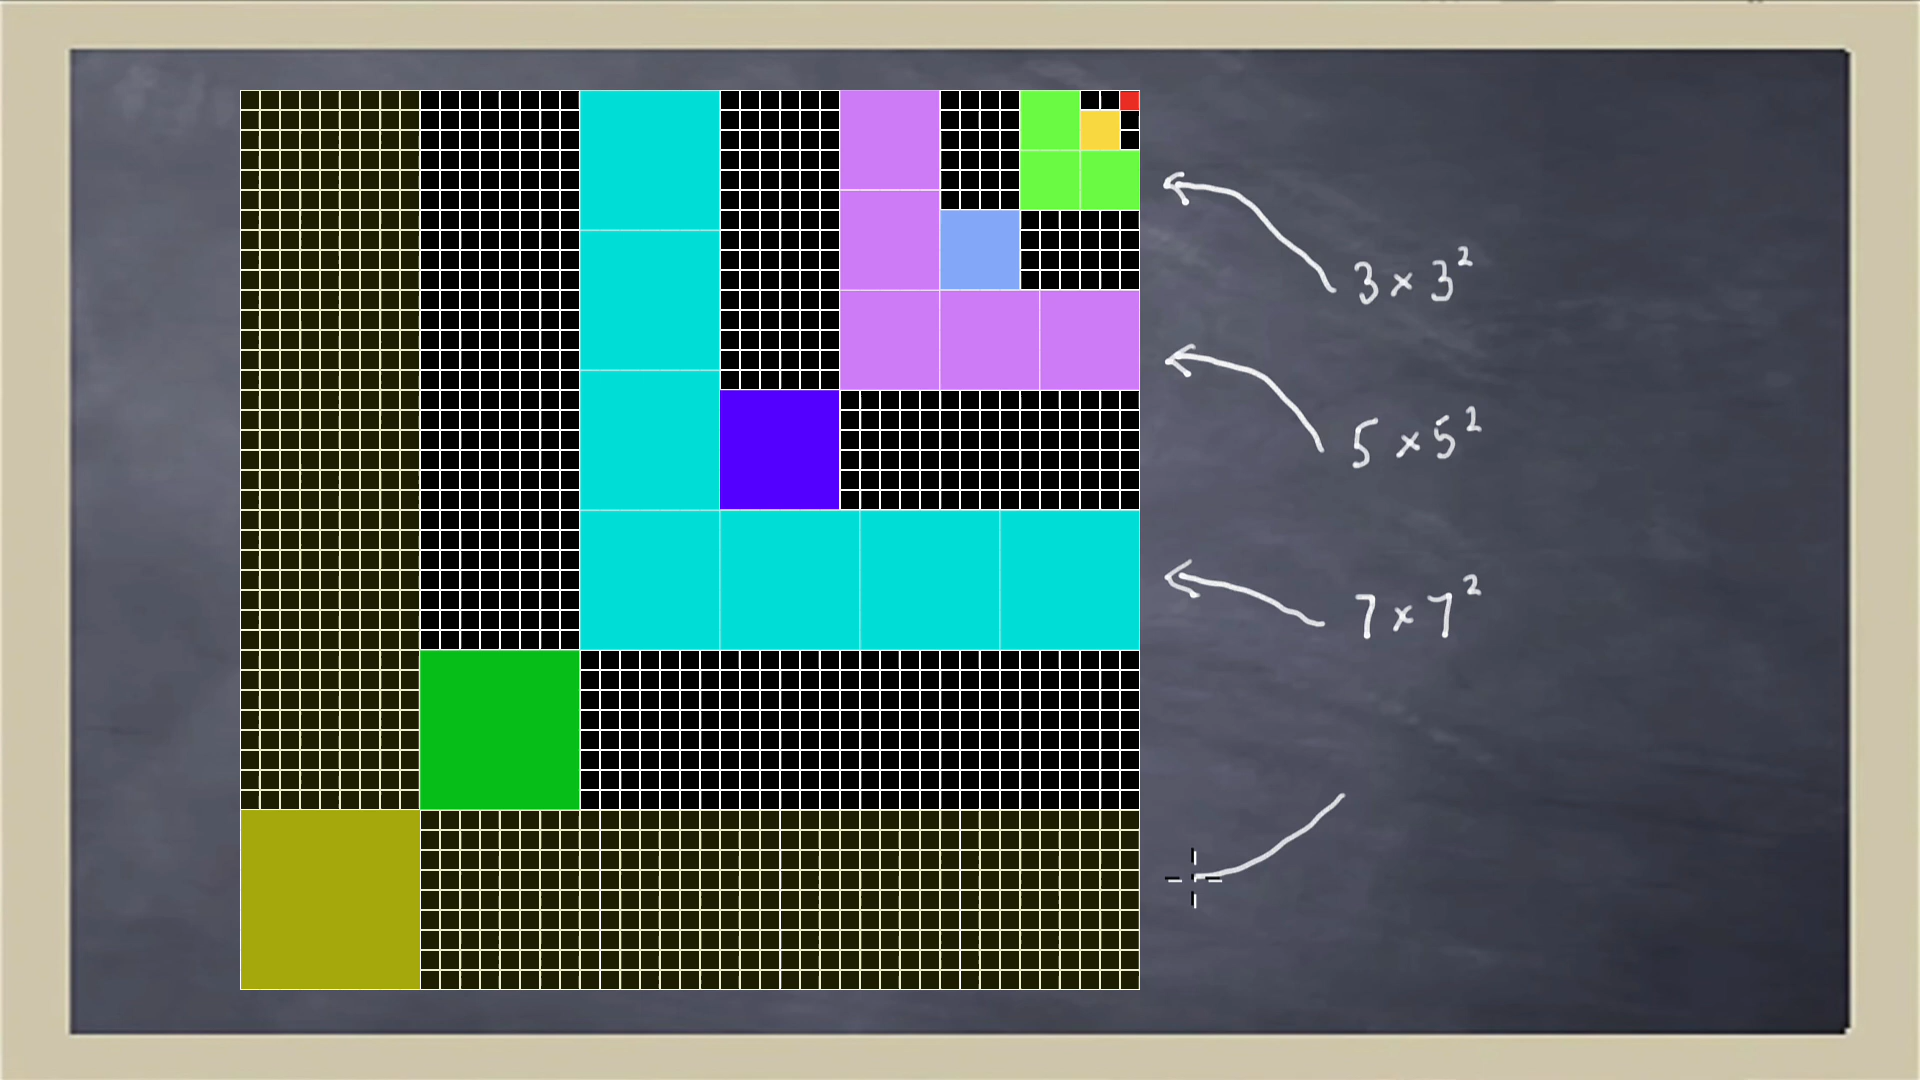 3 × 3²
5 × 5²
7 × 7²